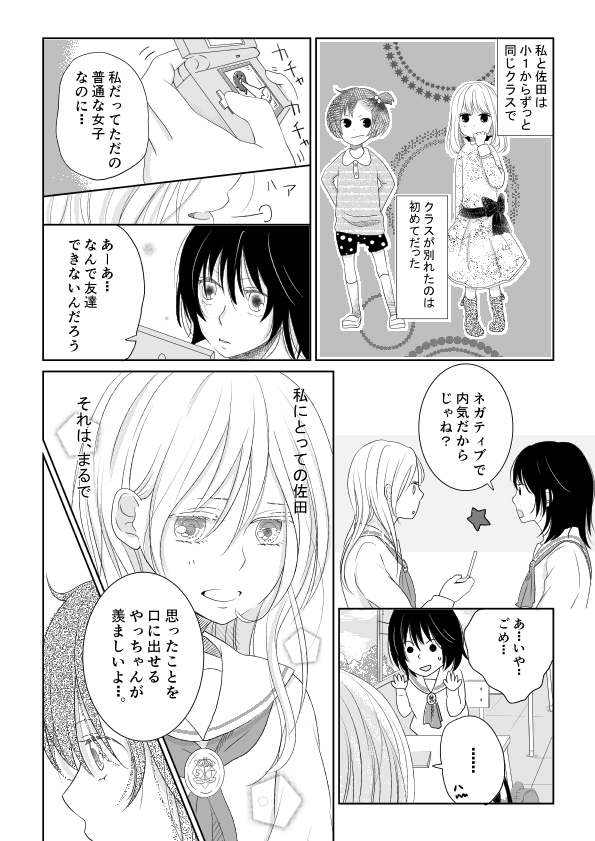 私と佐田は
小1からずっと
同じクラスで
クラスが別れたのは
初めてだった
カチャ
カチャ
私だってただの
普通な女子
なのに…
ハァ
あーあ…
なんで友達
できないんだろう
ネガティブで
内気だから
じゃね?
あ…いや…
ごめ…
………
ハ
私にとっての佐田
それは、まるで
思ったことを
口に出せる
やっちゃんが
羨ましいよ…。